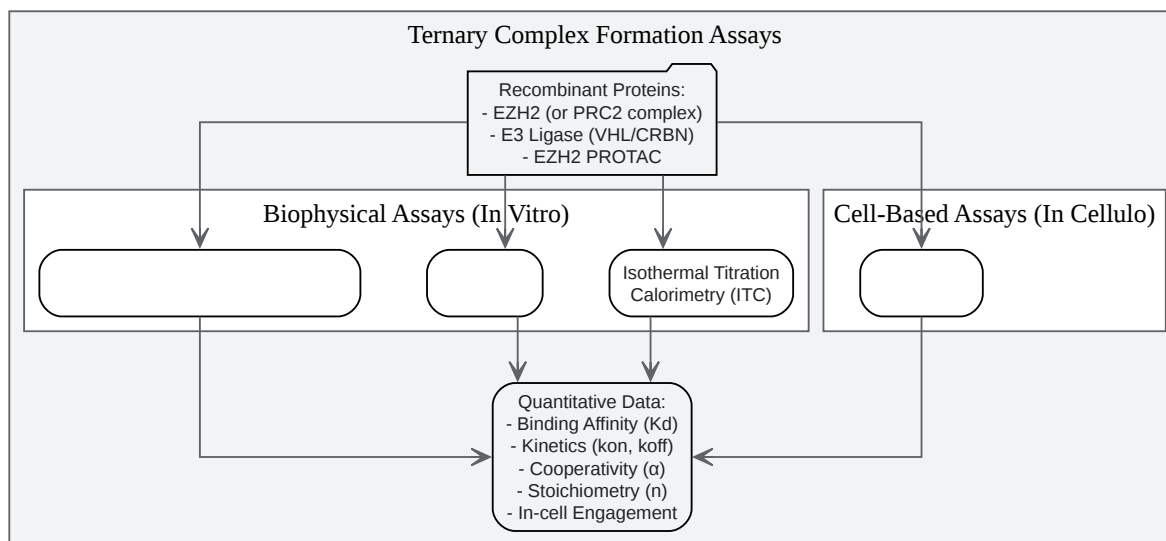 Ternary Complex Formation Assays
Recombinant Proteins:
- EZH2 (or PRC2 complex)
- E3 Ligase (VHL/CRBN)
- EZH2 PROTAC
Biophysical Assays (In Vitro)
Cell-Based Assays (In Cellulo)
Isothermal Titration
Calorimetry (ITC)
Quantitative Data:
- Binding Affinity (Kd)
- Kinetics (kon, koff)
- Cooperativity (α)
- Stoichiometry (n)
- In-cell Engagement